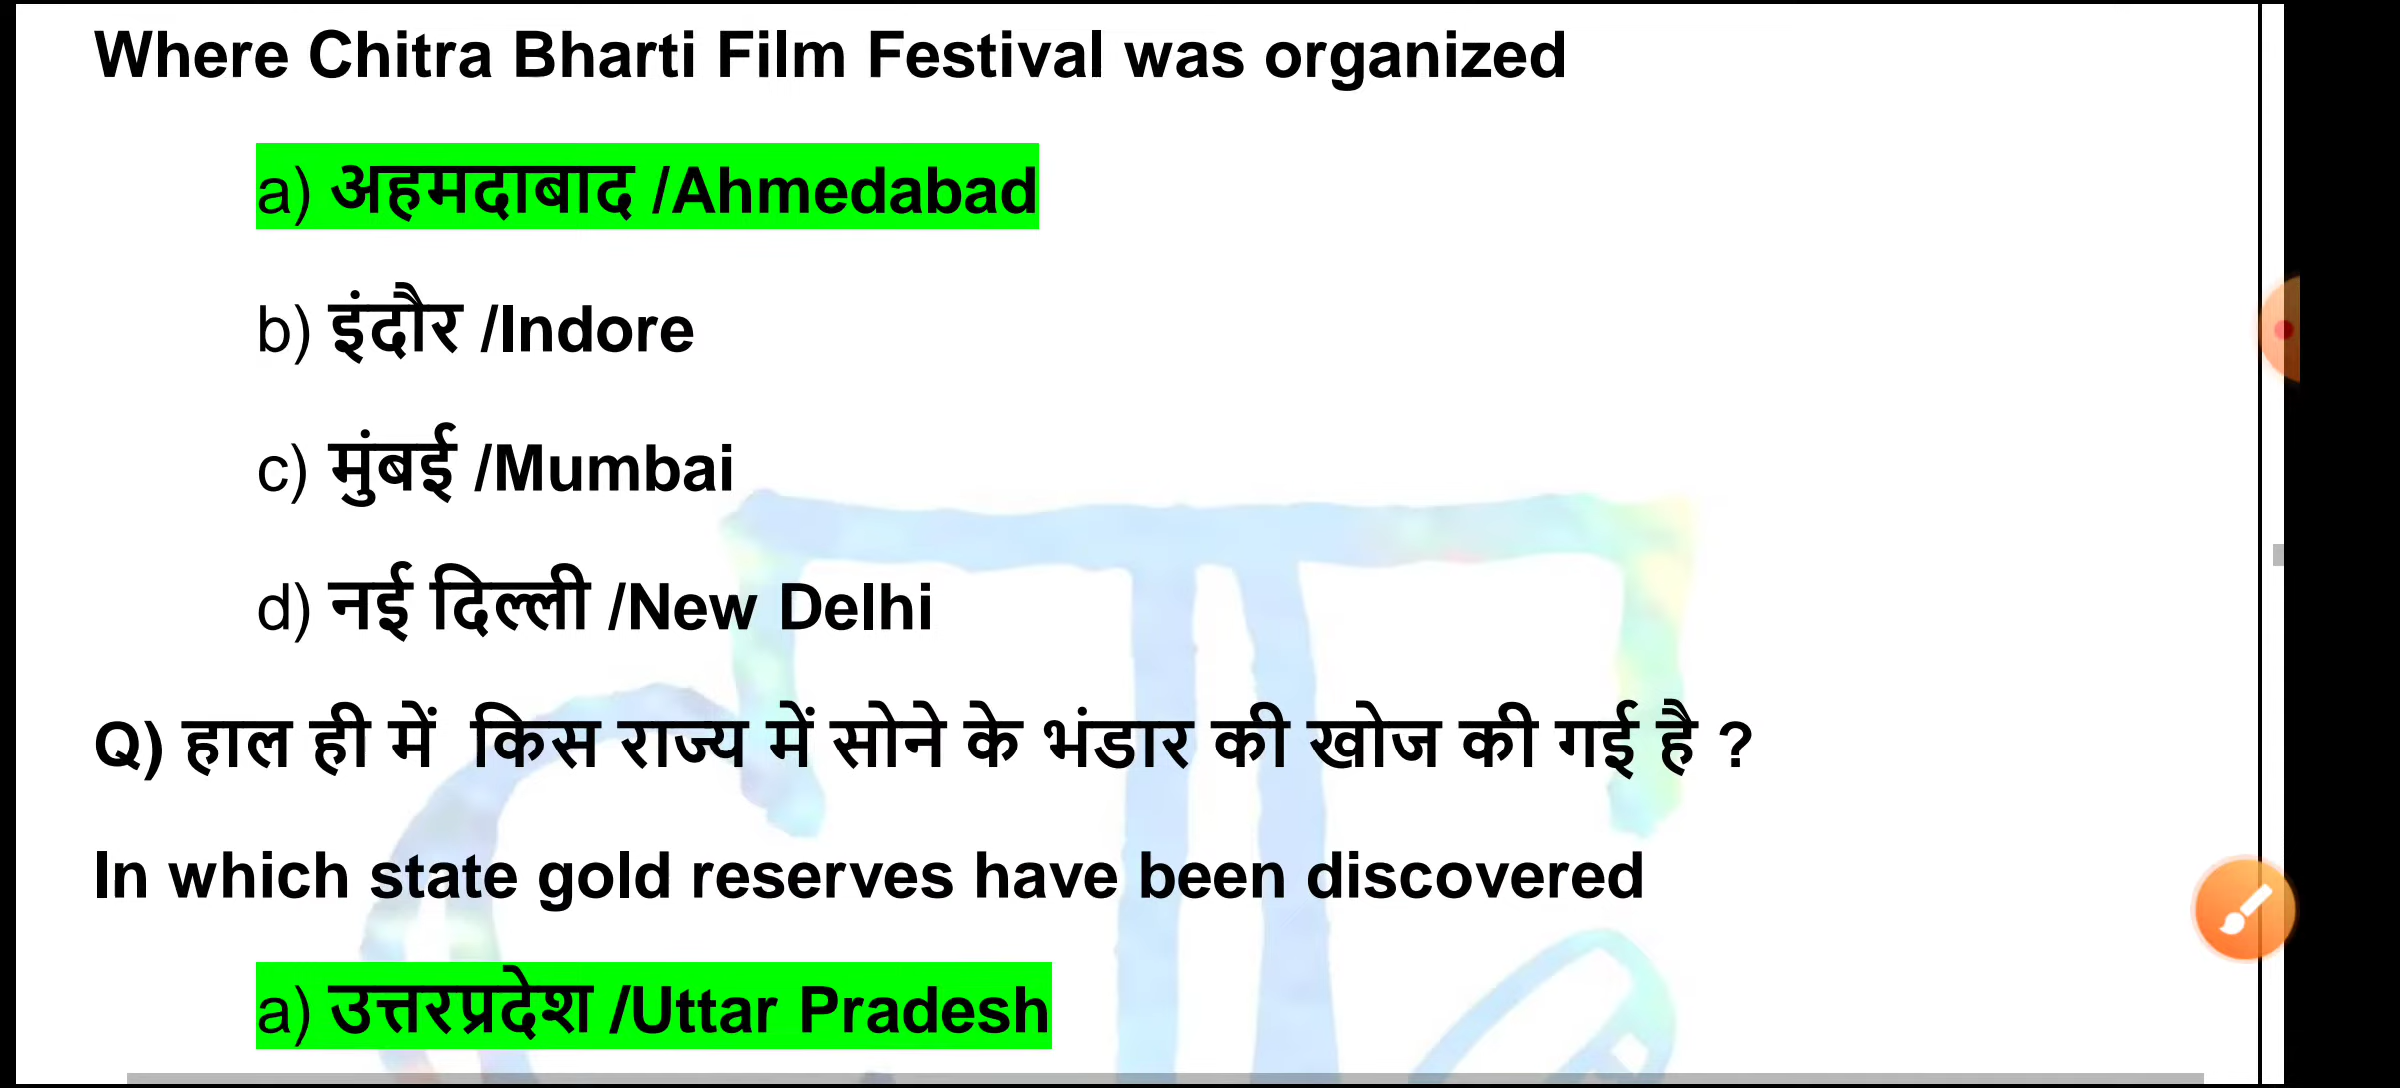 Where Chitra Bharti Film Festival was organized
a) अहमदाबाद /Ahmedabad
b) इंदौर /Indore
c) मुंबई /Mumbai
d) नई दिल्ली /New Delhi
Q) हाल ही में किस राज्य में सोने के भंडार की खोज की गई है ?
In which state gold reserves have been discovered
a) उत्तरप्रदेश /Uttar Pradesh